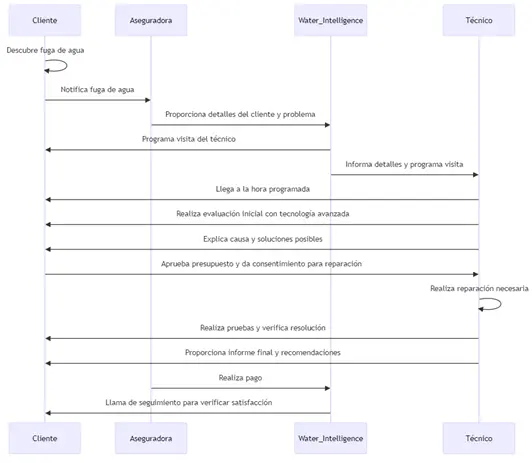 Cliente
Aseguradora
Water_Intelligence
Técnico
Descubre fuga de agua
Notifica fuga de agua
Proporciona detalles del cliente y problema
Programa visita del técnico
Informa detalles y programa visita
Llega a la hora programada
Realiza evaluación inicial con tecnología avanzada
Explica causa y soluciones posibles
Aprueba presupuesto y da consentimiento para reparación
Realiza reparación necesaria
Realiza pruebas y verifica resolución
Proporciona informe final y recomendaciones
Realiza pago
Llama de seguimiento para verificar satisfacción
Cliente
Aseguradora
Water_Intelligence
Técnico